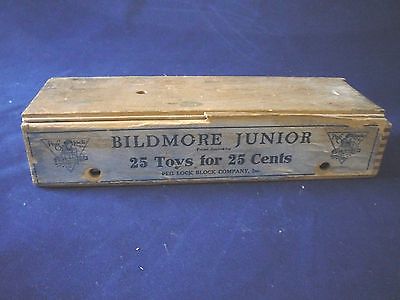 BILDMORE JUNIOR
25 Toys for 25 Cents
PEG LOCK BLOCK COMPANY, Inc.